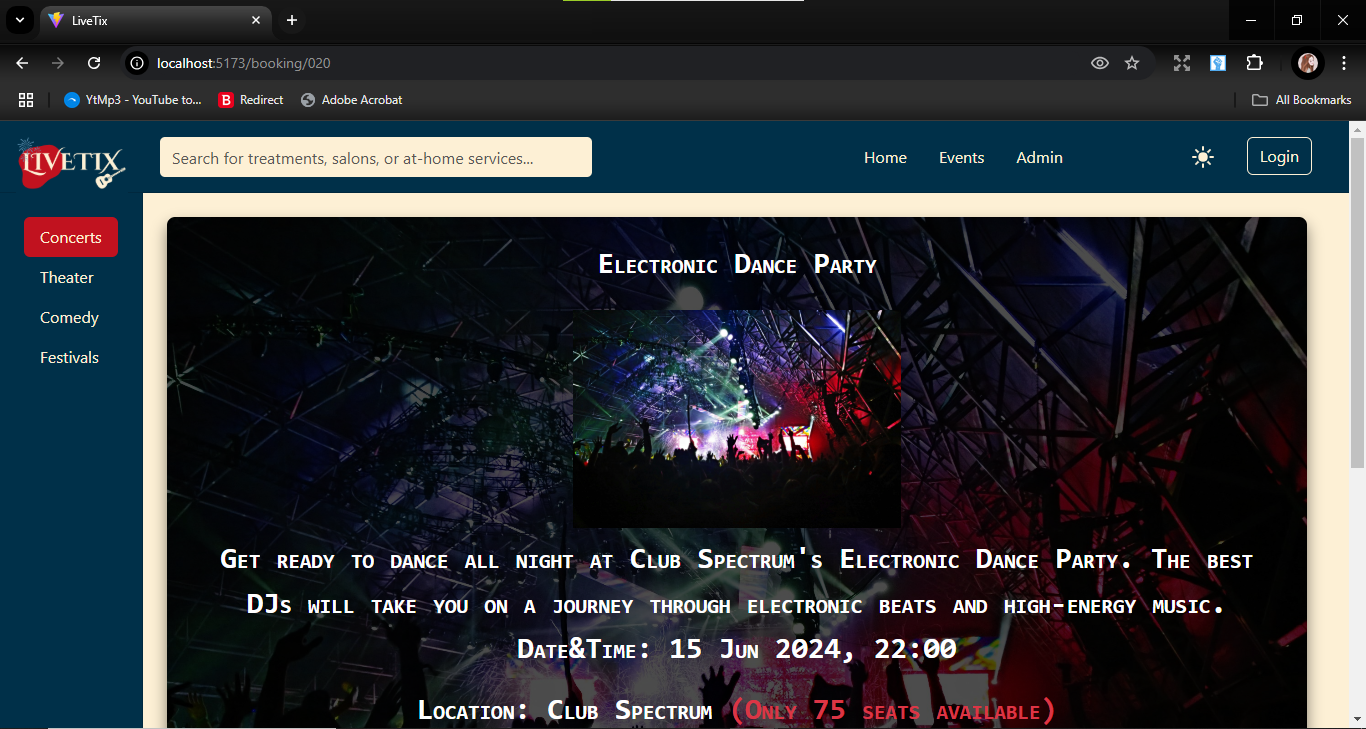 LiveTix
localhost:5173/booking/020
YtMp3 - YouTube to...
B Redirect
Adobe Acrobat
All Bookmarks
LIVETIX
Search for treatments, salons, or at-home services...
Home
Events
Admin
Login
Concerts
Theater
Comedy
Festivals
Electronic Dance Party
Get ready to dance all night at Club Spectrum's Electronic Dance Party. The best
DJs will take you on a journey through electronic beats and high-energy music.
Date&Time: 15 Jun 2024, 22:00
Location: Club Spectrum (Only 75 seats available)